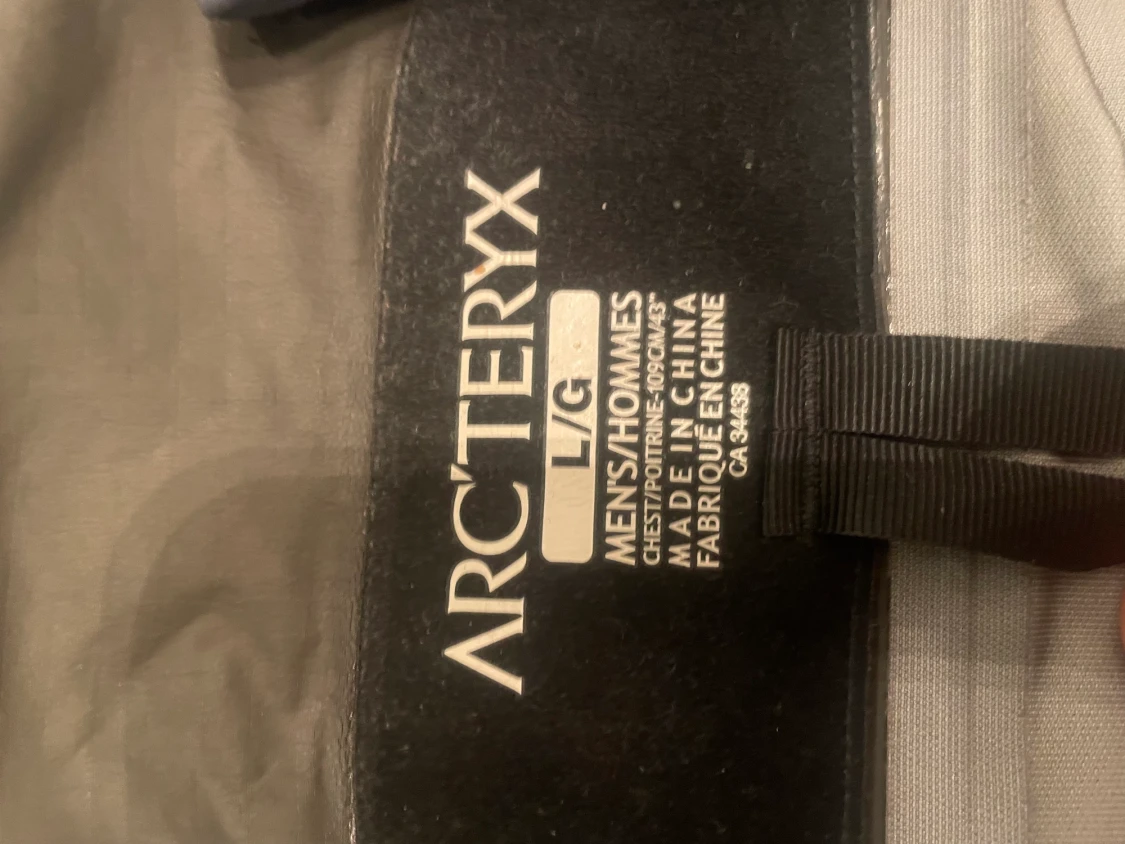 ARC'TERYX
L/G
MEN'S/HOMMES
CHEST/POITRINE-109CM/43"
MADE IN CHINA
FABRIQUÉ EN CHINE
CA 34438